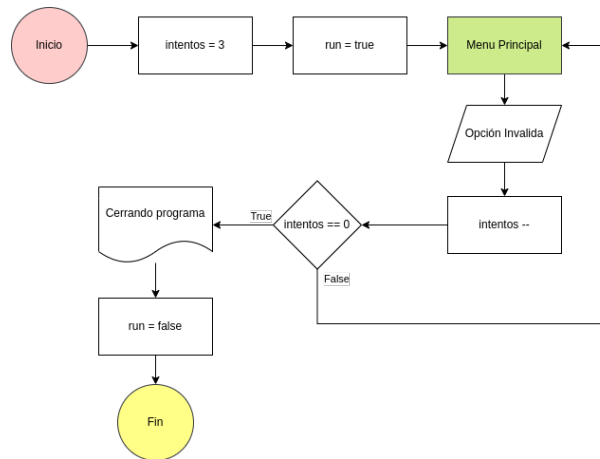 Inicio
intentos = 3
run = true
Menu Principal
Opción Invalida
intentos --
intentos == 0
True
False
Cerrando programa
run = false
Fin